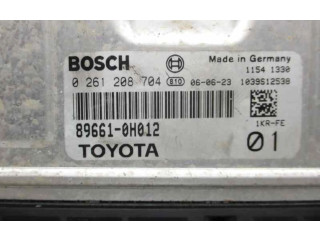 BOSCH Made in Germany
1154 1330
0 261 208 704 810 06-06-23 1039S12538
89661-0H012
1KR-FE
TOYOTA 01